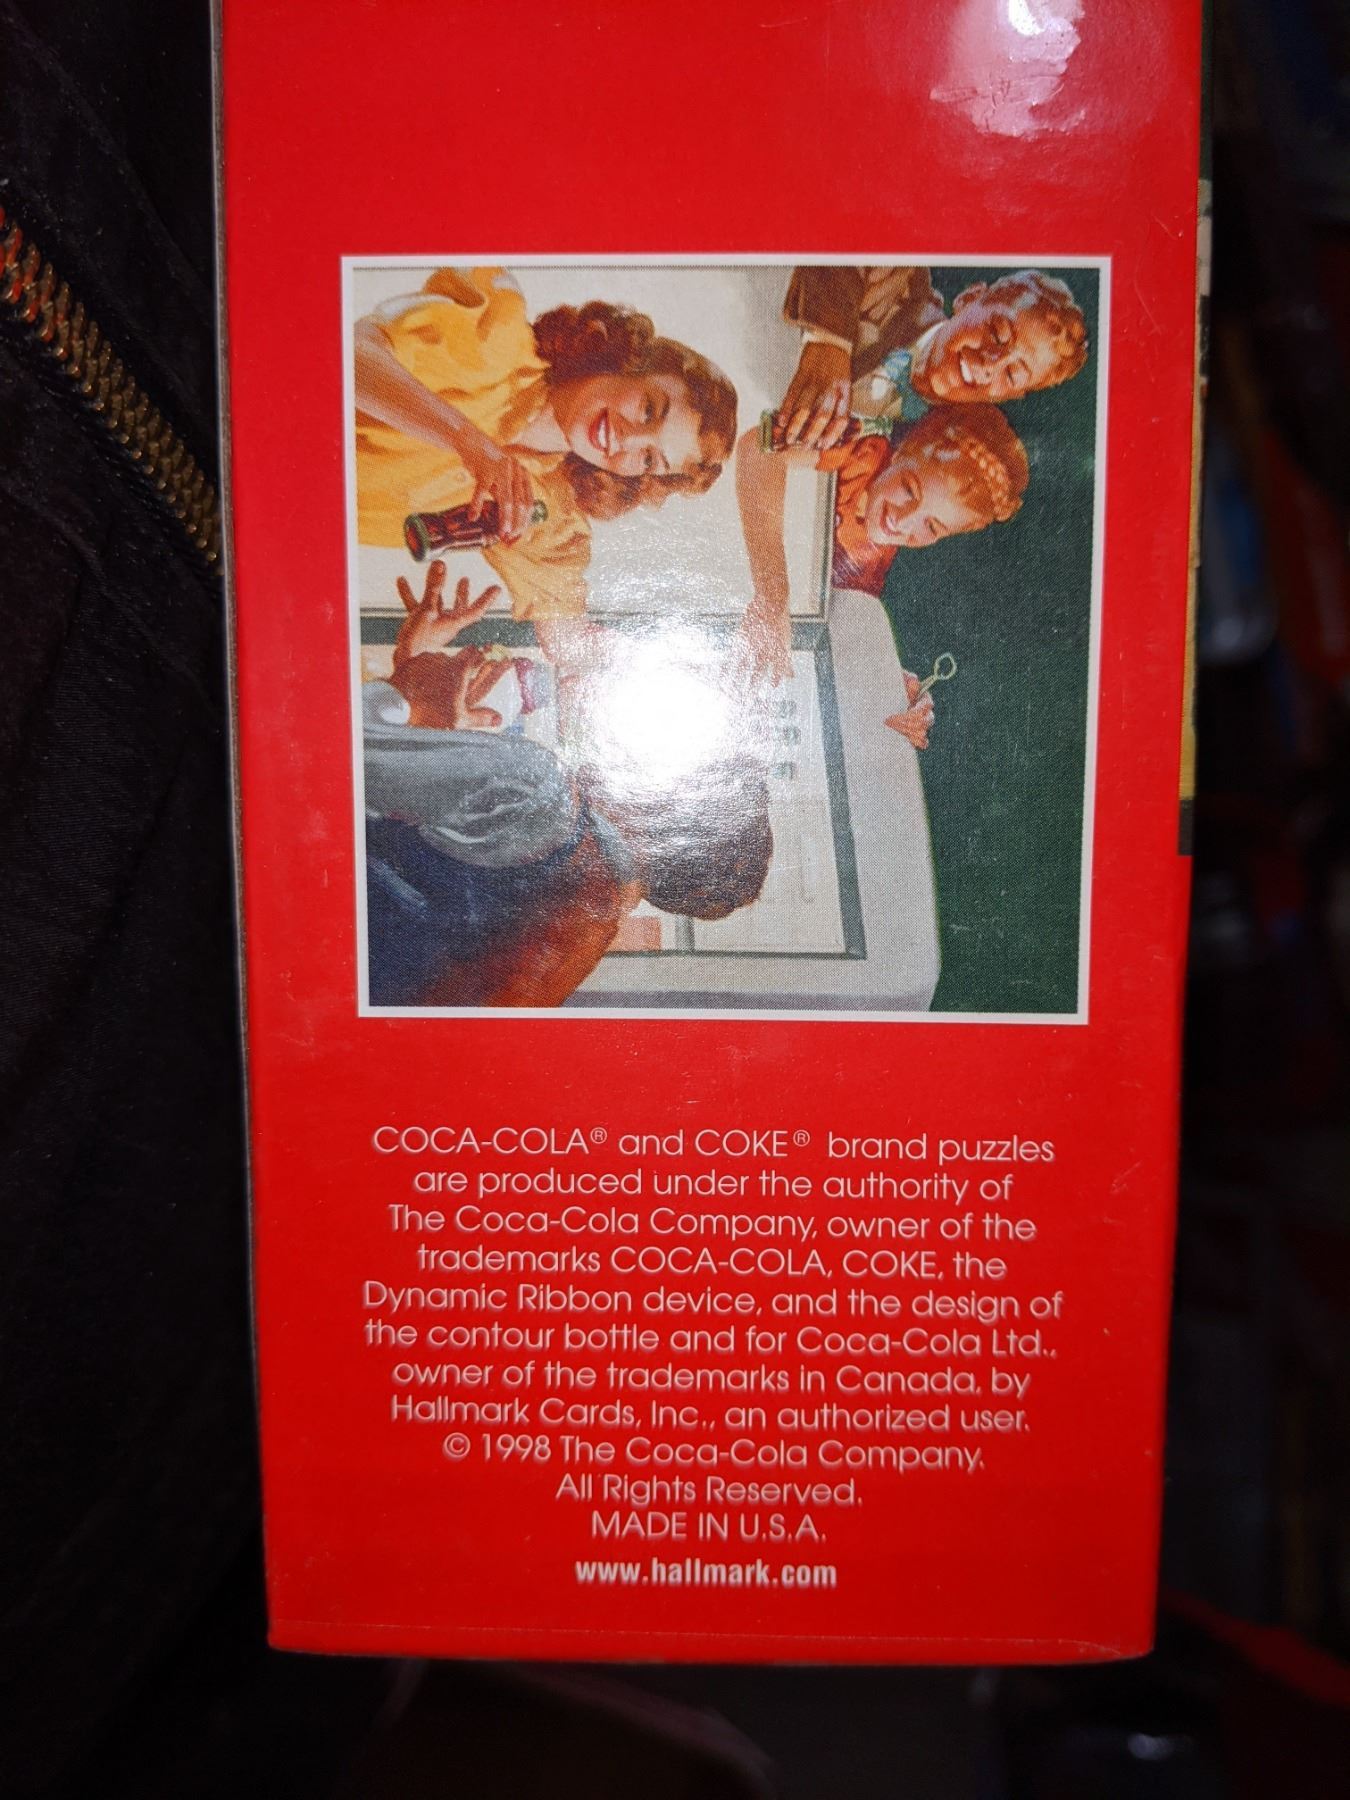 COCA-COLA® and COKE® brand puzzles
are produced under the authority of
The Coca-Cola Company, owner of the
trademarks COCA-COLA, COKE, the
Dynamic Ribbon device, and the design of
the contour bottle and for Coca-Cola Ltd.,
owner of the trademarks in Canada, by
Hallmark Cards, Inc., an authorized user.
© 1998 The Coca-Cola Company.
All Rights Reserved.
MADE IN U.S.A.
www.hallmark.com